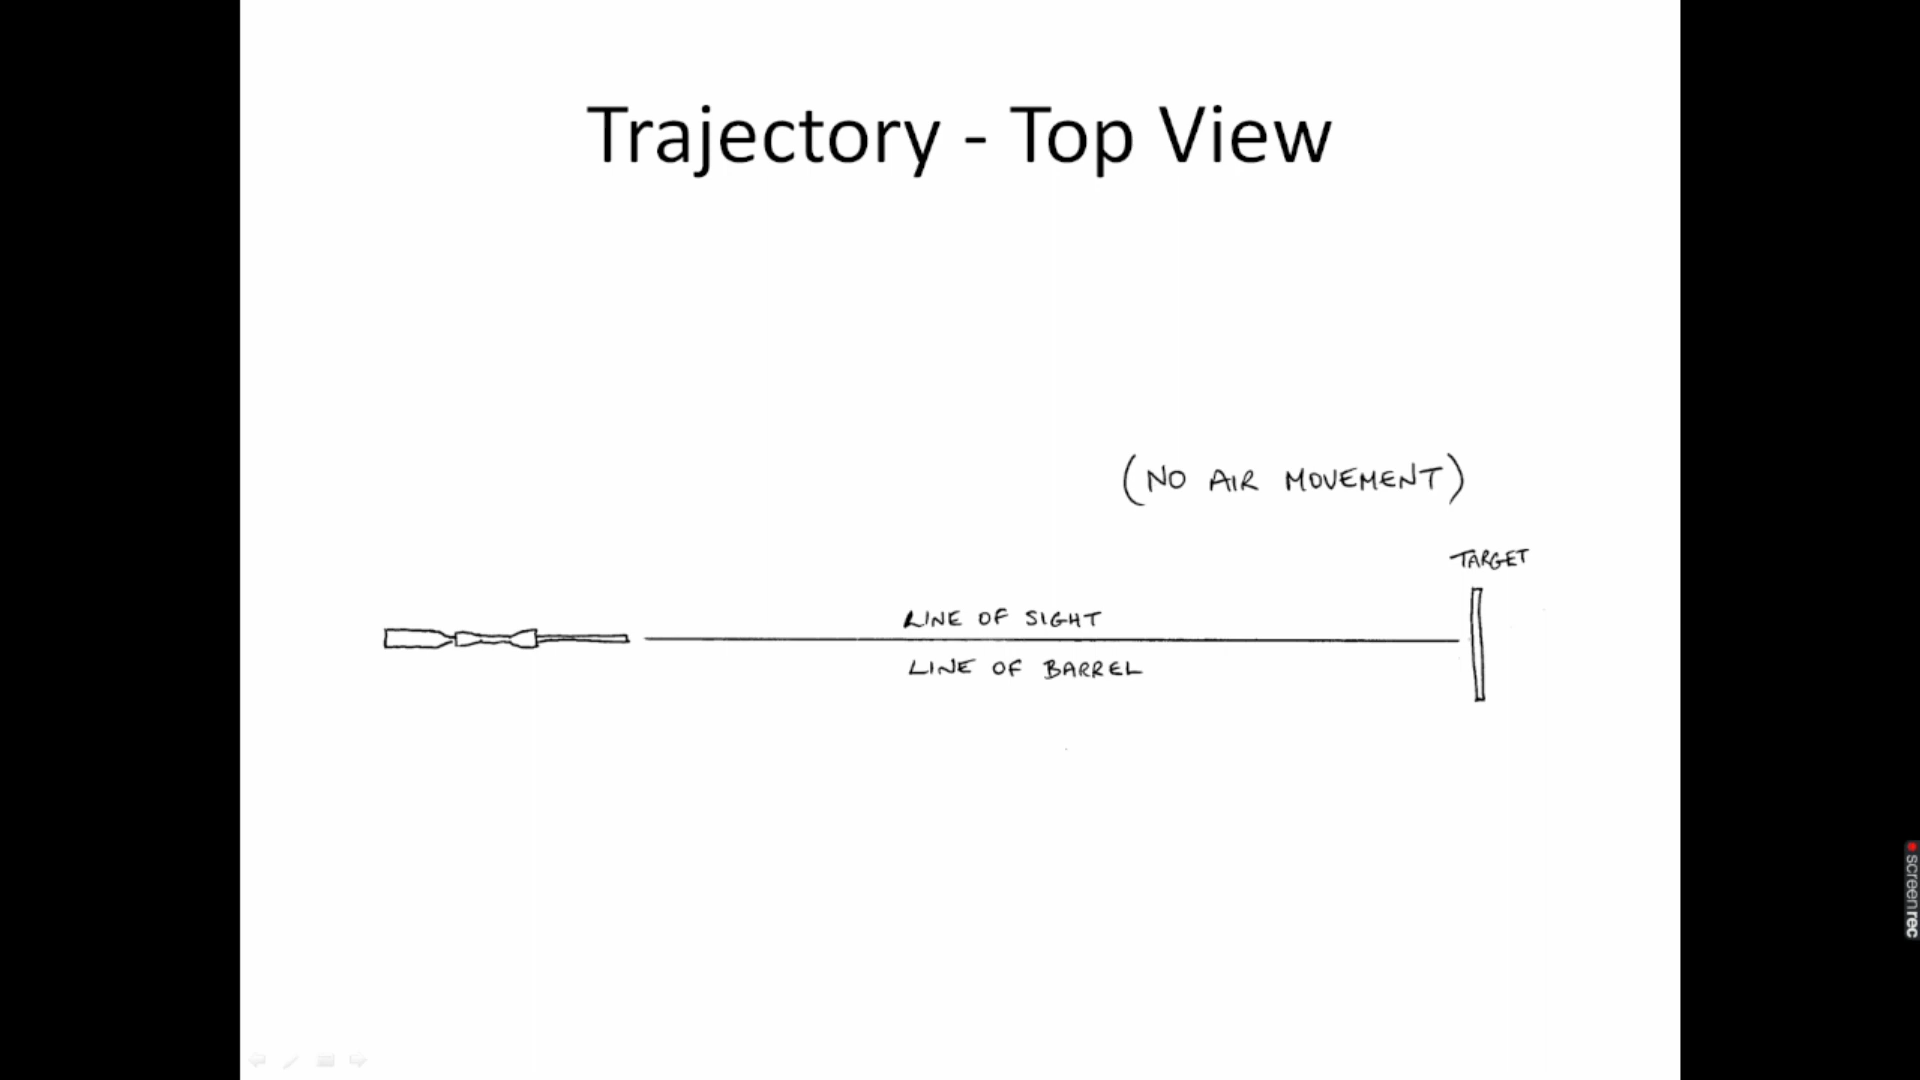 Trajectory - Top View
(NO AIR MOVEMENT)
TARGET
LINE OF SIGHT
LINE OF BARREL
screenrec